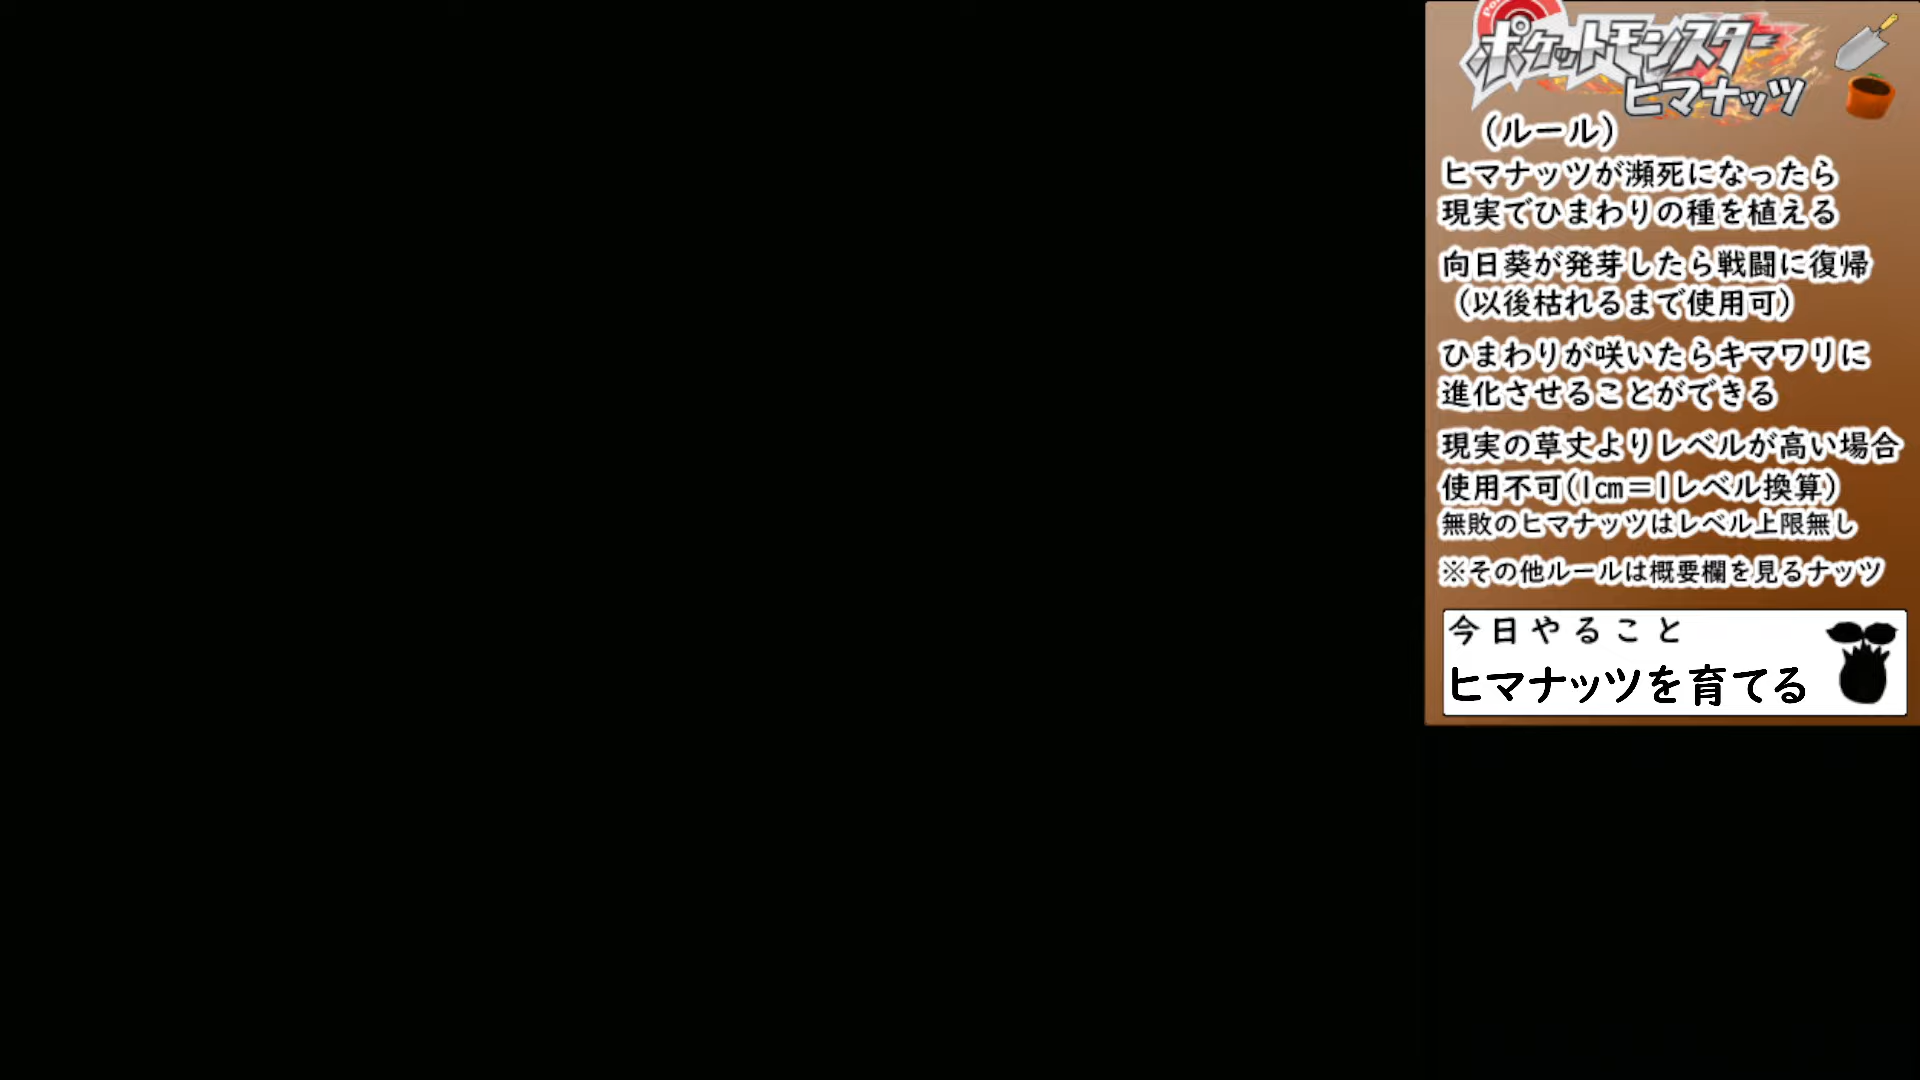 ポケットモンスター
ヒマナッツ
(ルール)
ヒマナッツが瀕死になったら
現実でひまわりの種を植える
向日葵が発芽したら戦闘に復帰
(以後枯れるまで使用可)
ひまわりが咲いたらキマワリに
進化させることができる
現実の草丈よりレベルが高い場合
使用不可(1cm=1レベル換算)
無敗のヒマナッツはレベル上限無し
※その他ルールは概要欄を見るナッツ
今日やること
ヒマナッツを育てる